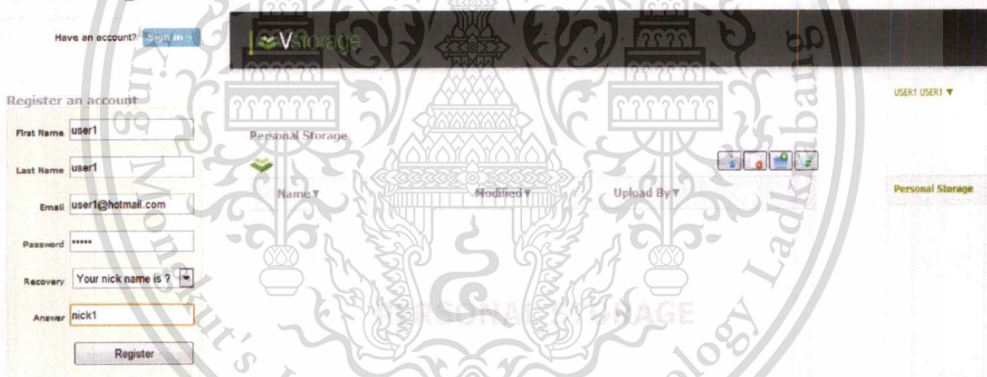 Have an account? Sign in
Register an account
First Name user1
Last Name user1
Email user1@hotmail.com
Password *****
Recovery Your nick name is ?
Answer nick1
Register
Vstorage
USER1 USER1 ▼
Personal Storage
Name ▼ Modified ▼ Upload By ▼
Personal Storage
PERSONAL STORAGE